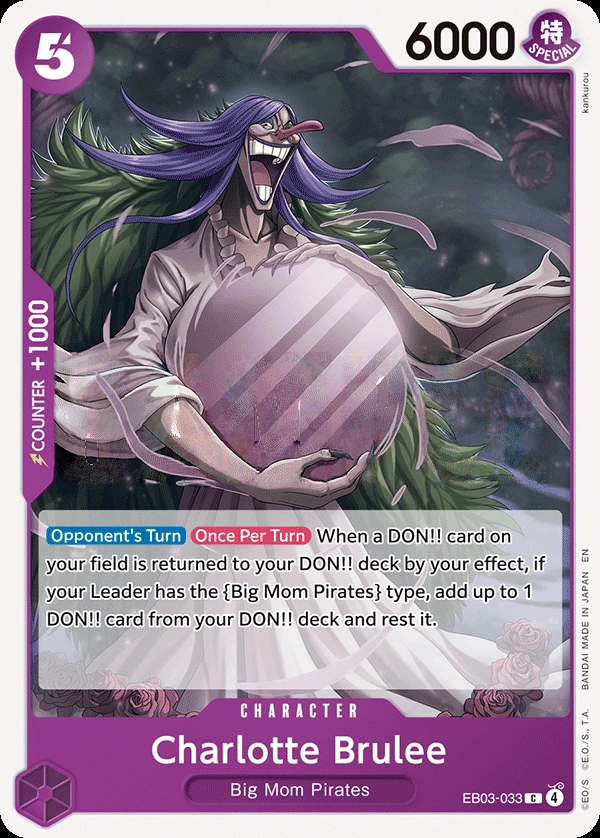 5
6000
特
SPECIAL
kankurou
COUNTER +1000
Opponent's Turn Once Per Turn When a DON!! card on
your field is returned to your DON!! deck by your effect, if
your Leader has the {Big Mom Pirates} type, add up to 1
DON!! card from your DON!! deck and rest it.
CHARACTER
Charlotte Brulee
Big Mom Pirates
EB03-033 C 4
©EO/S ©E.O./S., T.A. BANDAI MADE IN JAPAN EN